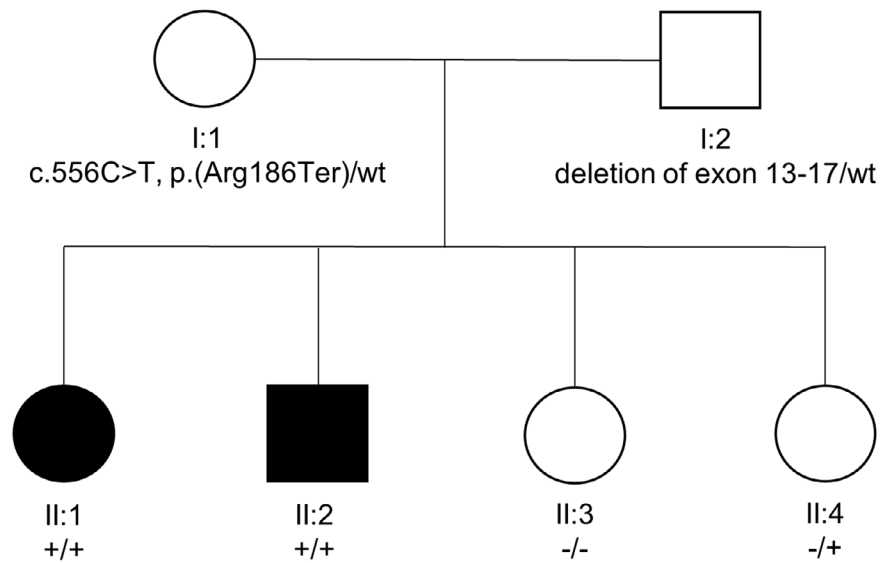 I:1
I:2
c.556C>T, p.(Arg186Ter)/wt
deletion of exon 13-17/wt
II:1
II:2
II:3
II:4
+/+
+/+
-/-
-/+